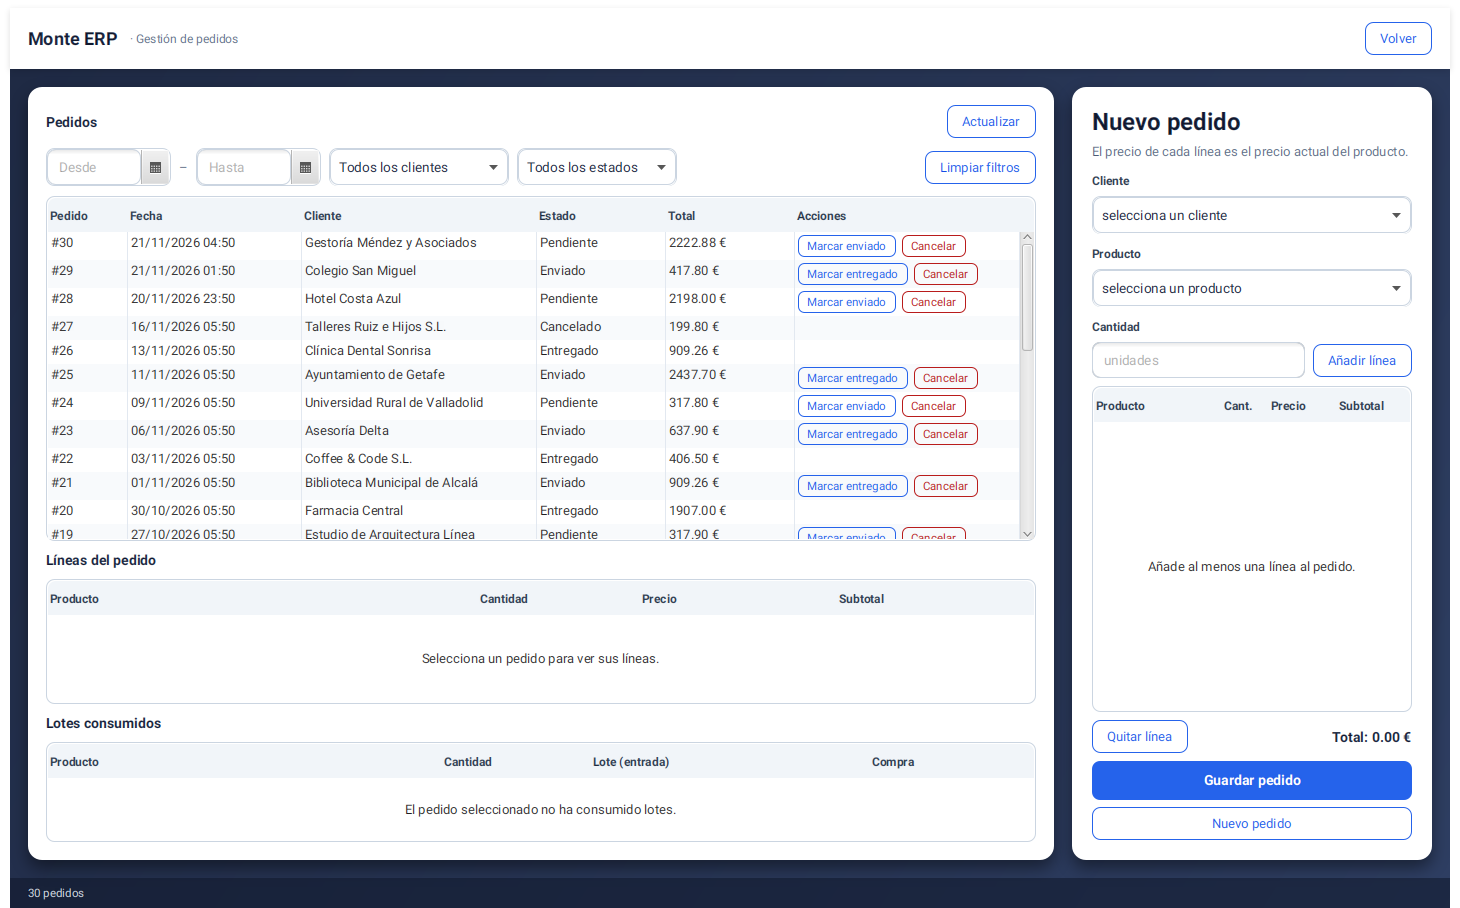 Monte ERP · Gestión de pedidos
Volver
Pedidos
Actualizar
Desde – Hasta Todos los clientes Todos los estados Limpiar filtros
Pedido Fecha Cliente Estado Total Acciones
#30 21/11/2026 04:50 Gestoría Méndez y Asociados Pendiente 2222.88 € Marcar enviado Cancelar
#29 21/11/2026 01:50 Colegio San Miguel Enviado 417.80 € Marcar entregado Cancelar
#28 20/11/2026 23:50 Hotel Costa Azul Pendiente 2198.00 € Marcar enviado Cancelar
#27 16/11/2026 05:50 Talleres Ruiz e Hijos S.L. Cancelado 199.80 €
#26 13/11/2026 05:50 Clínica Dental Sonrisa Entregado 909.26 €
#25 11/11/2026 05:50 Ayuntamiento de Getafe Enviado 2437.70 € Marcar entregado Cancelar
#24 09/11/2026 05:50 Universidad Rural de Valladolid Pendiente 317.80 € Marcar enviado Cancelar
#23 06/11/2026 05:50 Asesoría Delta Enviado 637.90 € Marcar entregado Cancelar
#22 03/11/2026 05:50 Coffee & Code S.L. Entregado 406.50 €
#21 01/11/2026 05:50 Biblioteca Municipal de Alcalá Enviado 909.26 € Marcar entregado Cancelar
#20 30/10/2026 05:50 Farmacia Central Entregado 1907.00 €
#19 27/10/2026 05:50 Estudio de Arquitectura Línea Pendiente 317.90 € Marcar enviado Cancelar
Líneas del pedido
Producto Cantidad Precio Subtotal
Selecciona un pedido para ver sus líneas.
Lotes consumidos
Producto Cantidad Lote (entrada) Compra
El pedido seleccionado no ha consumido lotes.
Nuevo pedido
El precio de cada línea es el precio actual del producto.
Cliente
selecciona un cliente
Producto
selecciona un producto
Cantidad
unidades Añadir línea
Producto Cant. Precio Subtotal
Añade al menos una línea al pedido.
Quitar línea Total: 0.00 €
Guardar pedido
Nuevo pedido
30 pedidos